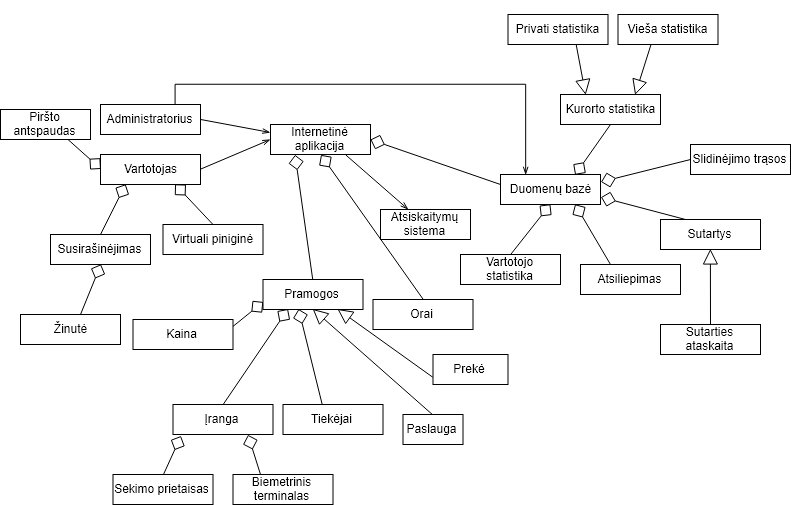 Privati statistika
Vieša statistika
Kurorto statistika
Piršto
antspaudas
Administratorius
Internetinė
aplikacija
Slidinėjimo trąsos
Vartotojas
Duomenų bazė
Atsiskaitymų
sistema
Sutartys
Virtuali piniginė
Susirašinėjimas
Vartotojo
statistika
Atsiliepimas
Pramogos
Orai
Žinutė
Kaina
Sutarties
ataskaita
Prekė
Įranga
Tiekėjai
Paslauga
Sekimo prietaisas
Biemetrinis
terminalas